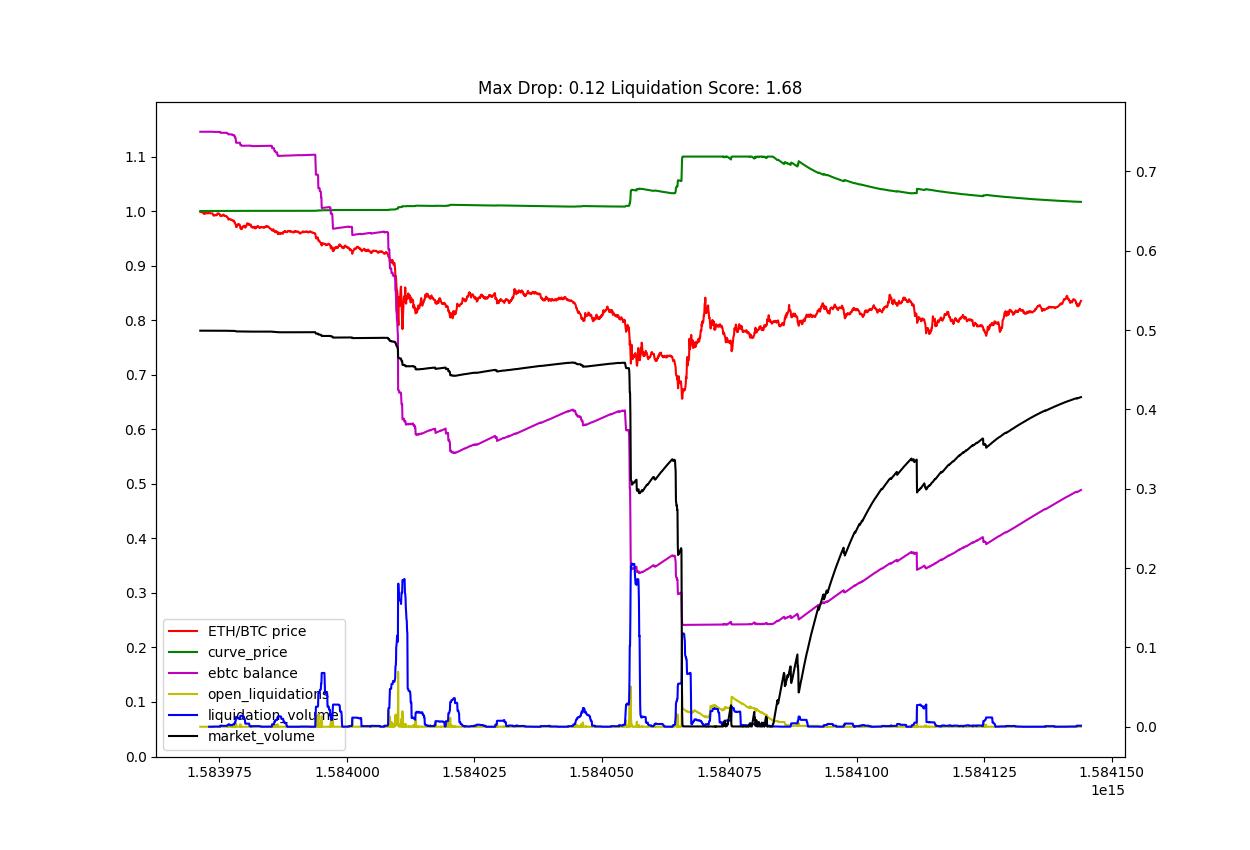 Max Drop: 0.12 Liquidation Score: 1.68
1.1
1.0
0.9
0.8
0.7
0.6
0.5
0.4
0.3
0.2
0.1
0.0
0.7
0.6
0.5
0.4
0.3
0.2
0.1
0.0
ETH/BTC price
curve_price
ebtc balance
open_liquidations
liquidation_volume
market_volume
1.583975 1.584000 1.584025 1.584050 1.584075 1.584100 1.584125 1.584150
1e15